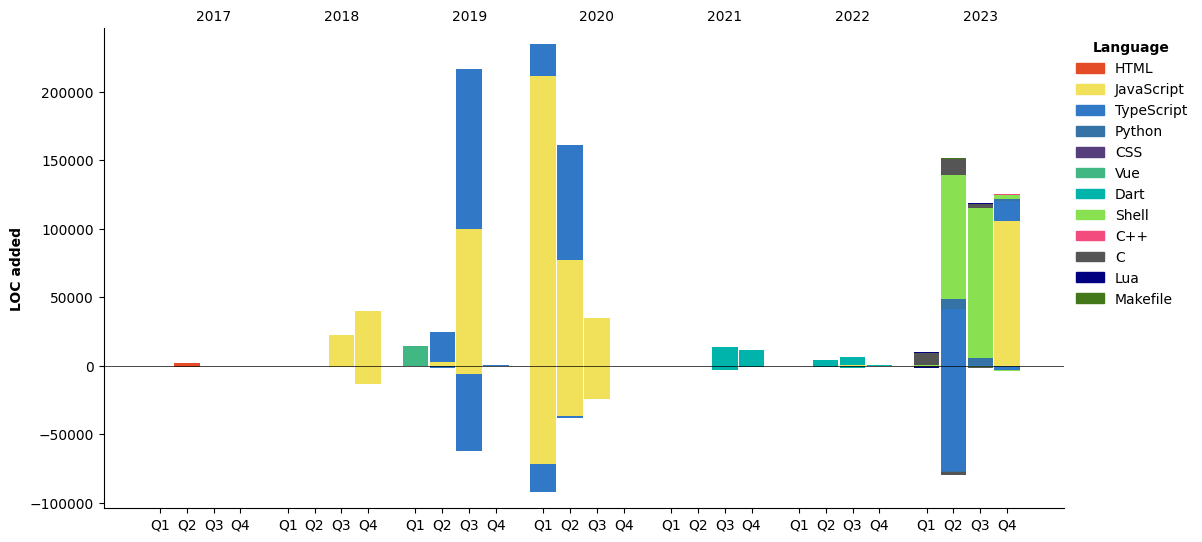 2017 2018 2019 2020 2021 2022 2023
LOC added
200000
150000
100000
50000
0
−50000
−100000
Q1 Q2 Q3 Q4 Q1 Q2 Q3 Q4 Q1 Q2 Q3 Q4 Q1 Q2 Q3 Q4 Q1 Q2 Q3 Q4 Q1 Q2 Q3 Q4 Q1 Q2 Q3 Q4
Language
HTML
JavaScript
TypeScript
Python
CSS
Vue
Dart
Shell
C++
C
Lua
Makefile